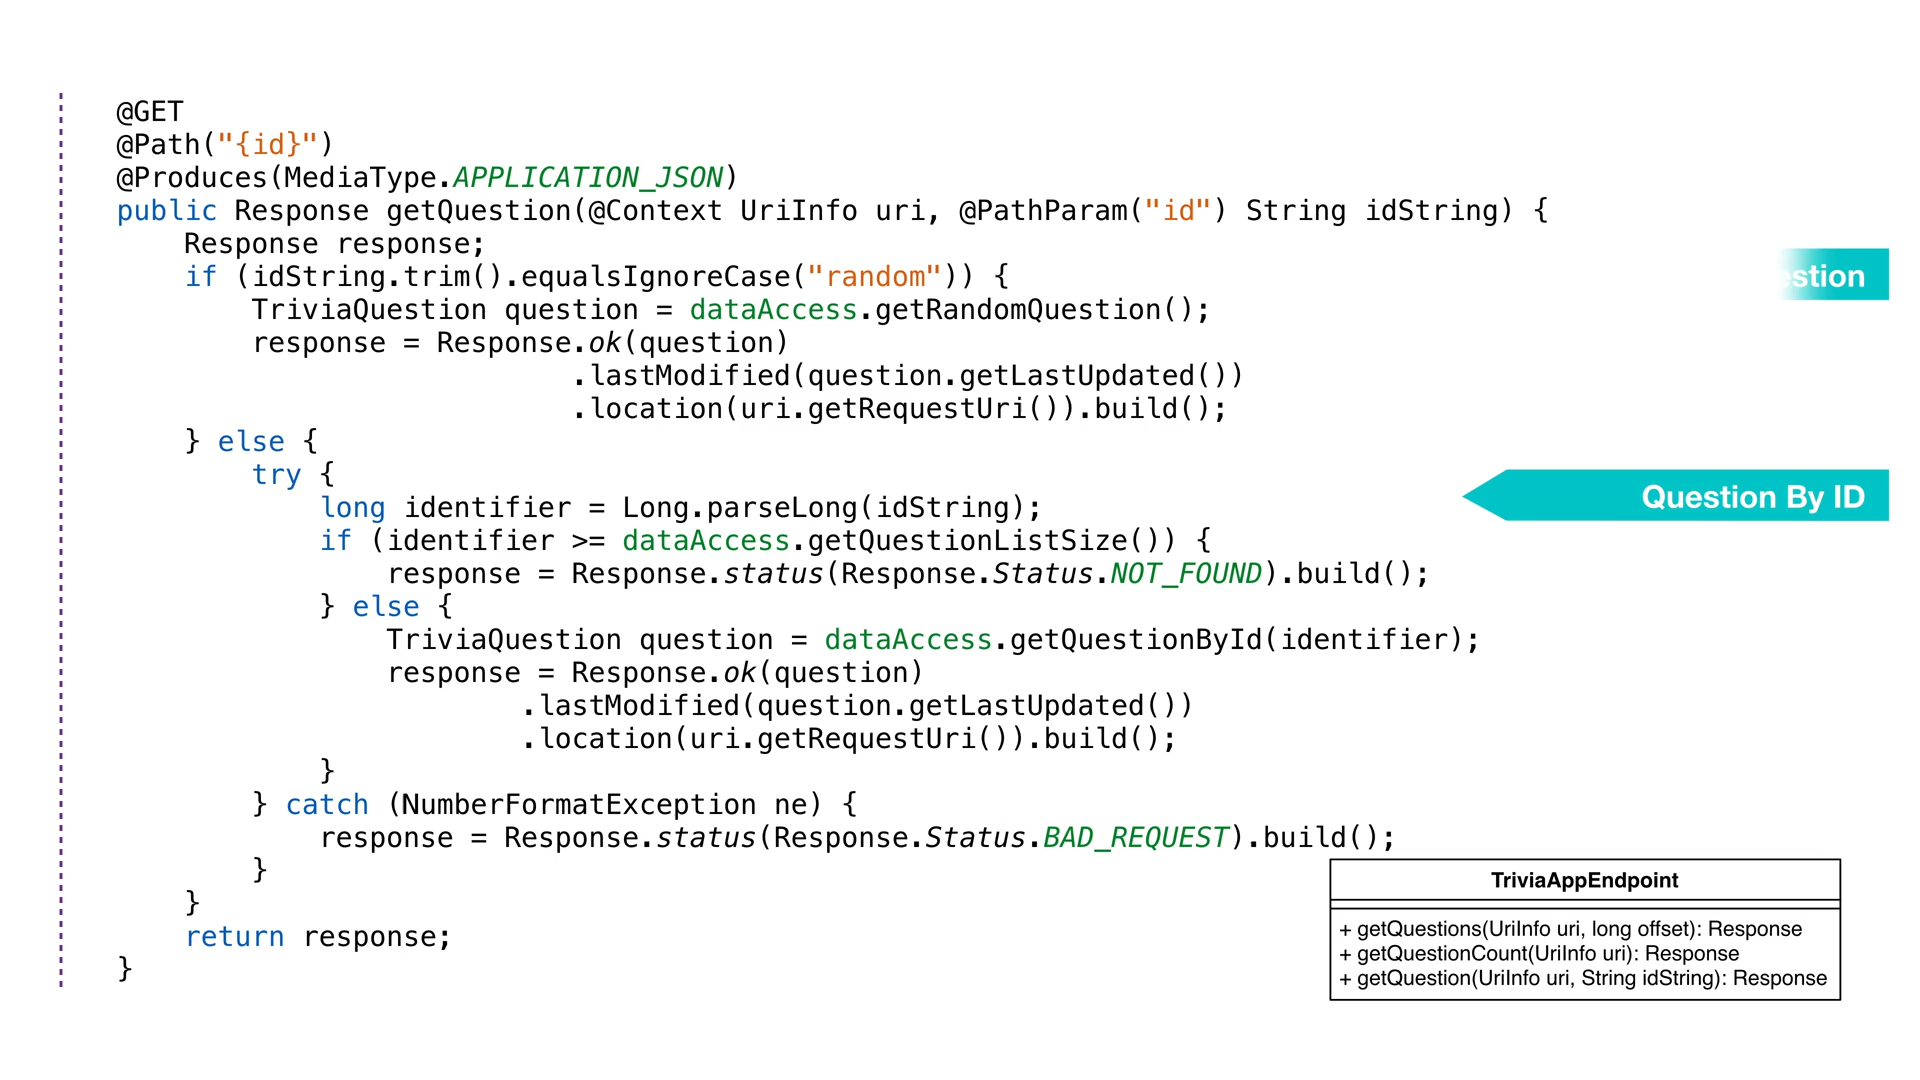 @GET
@Path("{id}")
@Produces(MediaType.APPLICATION_JSON)
public Response getQuestion(@Context UriInfo uri, @PathParam("id") String idString) {
    Response response;
    if (idString.trim().equalsIgnoreCase("random")) {
        TriviaQuestion question = dataAccess.getRandomQuestion();
        response = Response.ok(question)
                           .lastModified(question.getLastUpdated())
                           .location(uri.getRequestUri()).build();
    } else {
        try {
            long identifier = Long.parseLong(idString);
            if (identifier >= dataAccess.getQuestionListSize()) {
                response = Response.status(Response.Status.NOT_FOUND).build();
            } else {
                TriviaQuestion question = dataAccess.getQuestionById(identifier);
                response = Response.ok(question)
                        .lastModified(question.getLastUpdated())
                        .location(uri.getRequestUri()).build();
            }
        } catch (NumberFormatException ne) {
            response = Response.status(Response.Status.BAD_REQUEST).build();
        }
    }
    return response;
}
Question By ID
TriviaAppEndpoint
+ getQuestions(UriInfo uri, long offset): Response
+ getQuestionCount(UriInfo uri): Response
+ getQuestion(UriInfo uri, String idString): Response